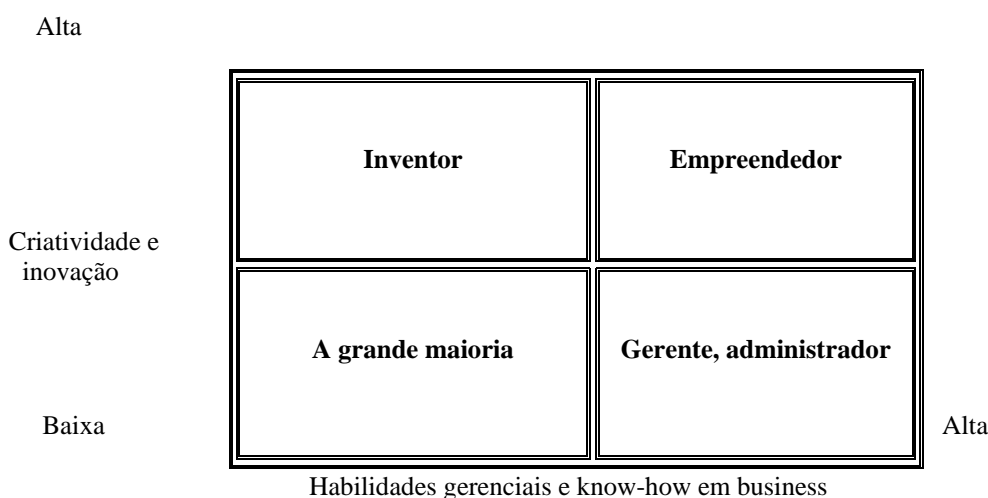 Alta
Inventor
Empreendedor
Criatividade e
inovação
A grande maioria
Gerente, administrador
Baixa
Alta
Habilidades gerenciais e know-how em business